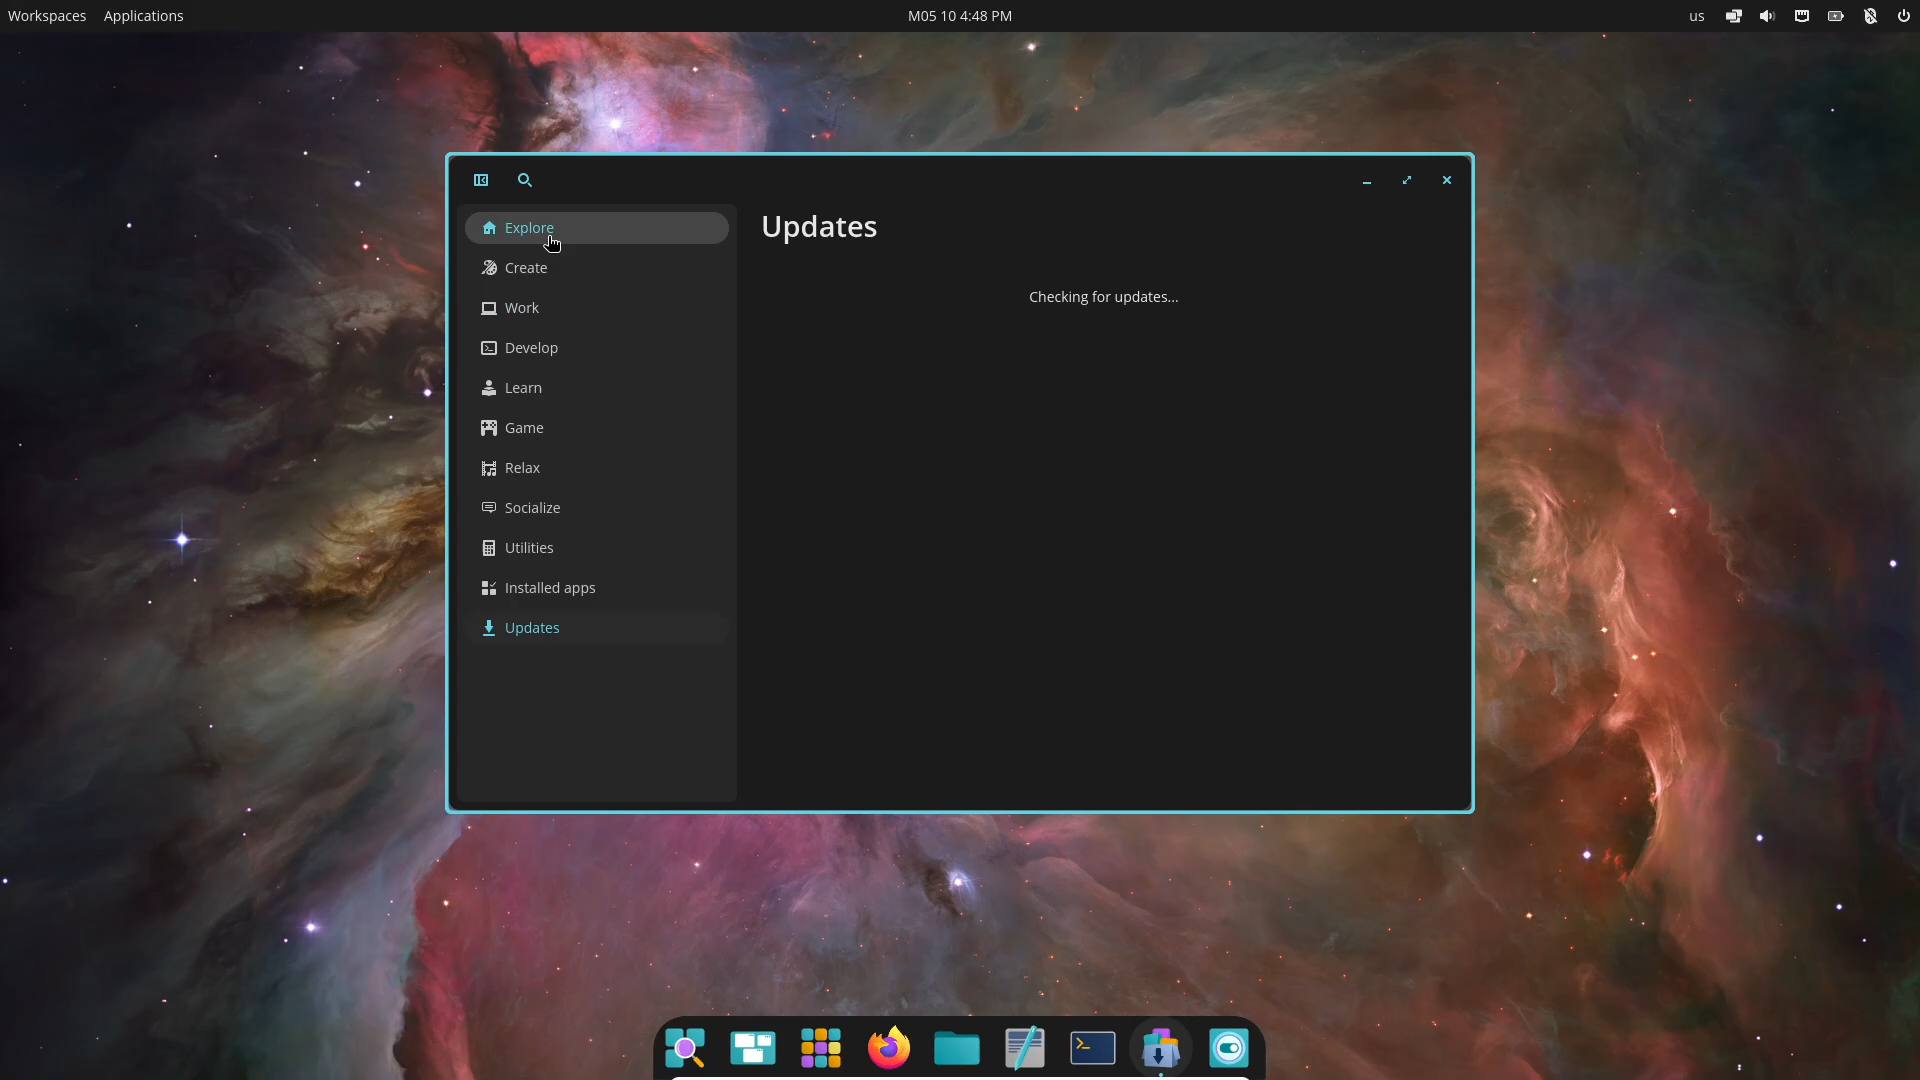 Workspaces Applications M05 10 4:48 PM us
Explore
Create
Work
Develop
Learn
Game
Relax
Socialize
Utilities
Installed apps
Updates
Updates
Checking for updates...